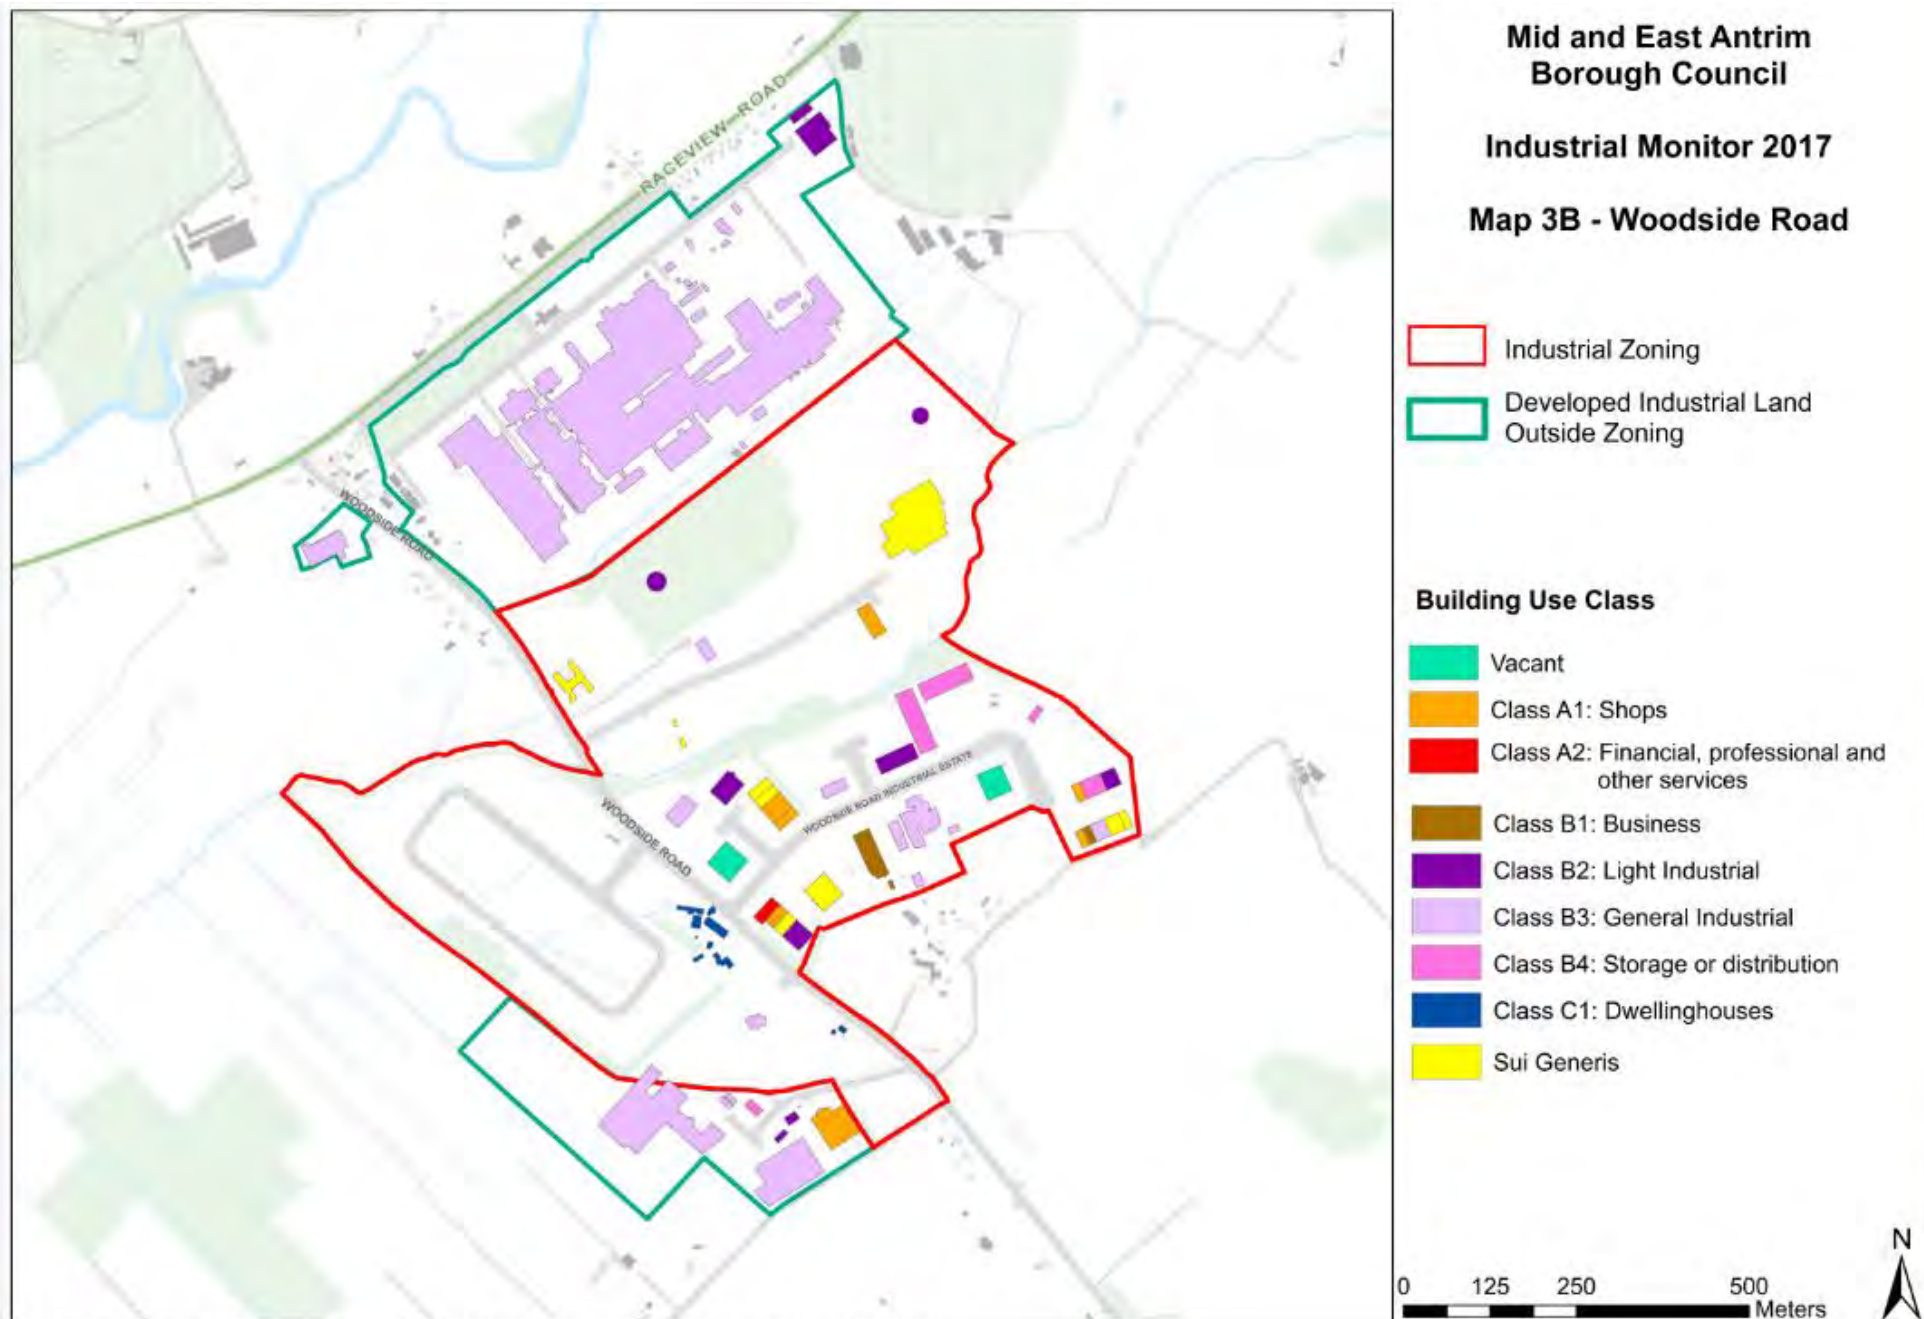 Mid and East Antrim
Borough Council
Industrial Monitor 2017
Map 3B - Woodside Road
Industrial Zoning
Developed Industrial Land
Outside Zoning
Building Use Class
Vacant
Class A1: Shops
Class A2: Financial, professional and
other services
Class B1: Business
Class B2: Light Industrial
Class B3: General Industrial
Class B4: Storage or distribution
Class C1: Dwellinghouses
Sui Generis
N
0 125 250 500
Meters
RACEVIEW ROAD
WOODSIDE ROAD
WOODSIDE ROAD INDUSTRIAL ESTATE
WOODSIDE ROAD